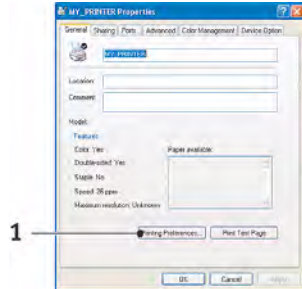 MY_PRINTER Properties
General Sharing Ports Advanced Color Management Device Option
MY_PRINTER
Location:
Comment:
Model:
Features
Color: Yes
Paper available:
Double-sided: Yes
Staple: No
Speed: 26 ppm
Maximum resolution: Unknown
1
Printing Preferences...
Print Test Page
OK Cancel Apply